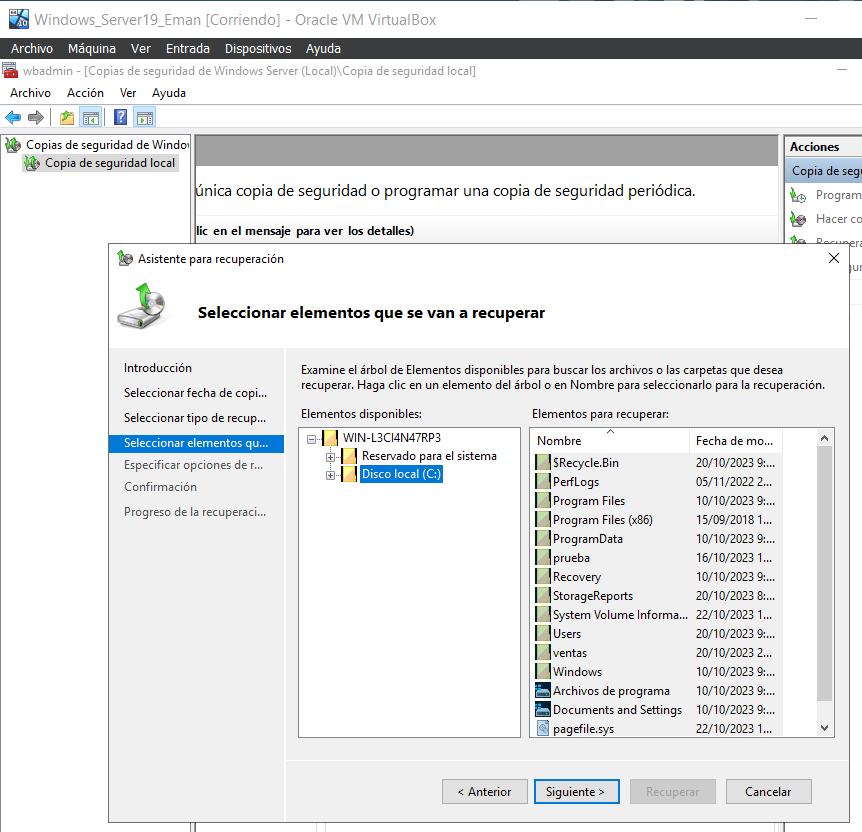 Windows_Server19_Eman [Corriendo] - Oracle VM VirtualBox
Archivo Máquina Ver Entrada Dispositivos Ayuda
wbadmin - [Copias de seguridad de Windows Server (Local)\Copia de seguridad local]
Archivo Acción Ver Ayuda
Copias de seguridad de Windo
Copia de seguridad local
única copia de seguridad o programar una copia de seguridad periódica.
lic en el mensaje para ver los detalles)
Acciones
Copia de segu
Program
Hacer co
Recupera
Asistente para recuperación
Seleccionar elementos que se van a recuperar
Introducción
Seleccionar fecha de copi...
Seleccionar tipo de recup...
Seleccionar elementos qu...
Especificar opciones de r...
Confirmación
Progreso de la recuperaci...
Examine el árbol de Elementos disponibles para buscar los archivos o las carpetas que desea
recuperar. Haga clic en un elemento del árbol o en Nombre para seleccionarlo para la recuperación.
Elementos disponibles:
WIN-L3CI4N47RP3
Reservado para el sistema
Disco local (C:)
Elementos para recuperar:
Nombre Fecha de mo...
$Recycle.Bin 20/10/2023 9:...
PerfLogs 05/11/2022 2...
Program Files 10/10/2023 9:...
Program Files (x86) 15/09/2018 1...
ProgramData 10/10/2023 9:...
prueba 16/10/2023 1...
Recovery 10/10/2023 9:...
StorageReports 20/10/2023 8:...
System Volume Informa... 22/10/2023 1...
Users 20/10/2023 9:...
ventas 20/10/2023 2...
Windows 10/10/2023 9:...
Archivos de programa 10/10/2023 9:...
Documents and Settings 10/10/2023 9:...
pagefile.sys 22/10/2023 1...
< Anterior Siguiente > Recuperar Cancelar